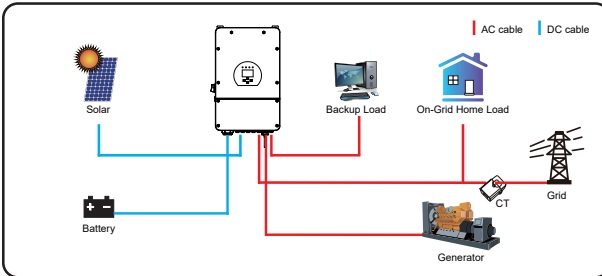 AC cable
DC cable
Solar
Backup Load
On-Grid Home Load
Battery
CT
Grid
Generator